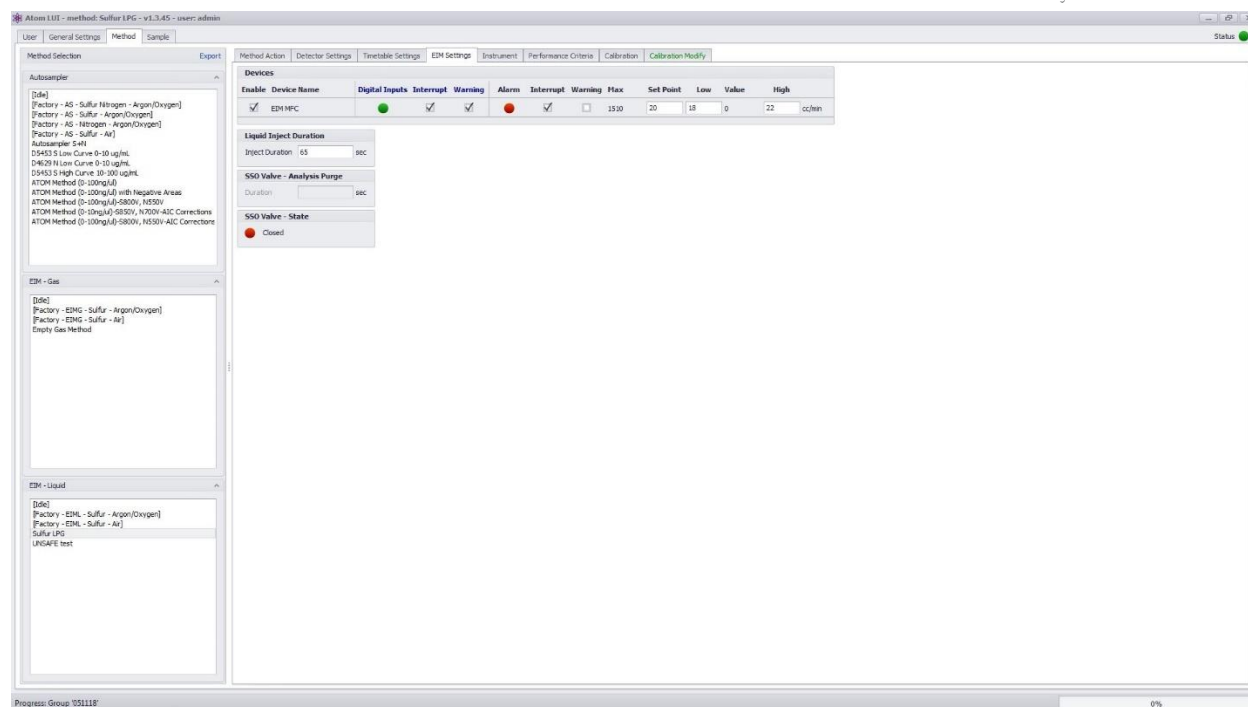 Atom LUI - method: Sulfur LPG - v1.3.45 - user: admin
User General Settings Method Sample Status
Method Selection Export
Autosampler
[Idle]
[Factory - AS - Sulfur Nitrogen - Argon/Oxygen]
[Factory - AS - Sulfur - Argon/Oxygen]
[Factory - AS - Nitrogen - Argon/Oxygen]
[Factory - AS - Sulfur - Air]
Autosampler S+N
D5453 S Low Curve 0-10 ug/mL
D4629 N Low Curve 0-10 ug/mL
D5453 S High Curve 10-100 ug/mL
ATOM Method (0-100ng/ul)
ATOM Method (0-100ng/ul) with Negative Areas
ATOM Method (0-100ng/ul)-S800V, N550V
ATOM Method (0-10ng/ul)-S850V, N700V-AIC Corrections
ATOM Method (0-100ng/ul)-S800V, N550V-AIC Corrections
EIM - Gas
[Idle]
[Factory - EIMG - Sulfur - Argon/Oxygen]
[Factory - EIMG - Sulfur - Air]
Empty Gas Method
EIM - Liquid
[Idle]
[Factory - EIML - Sulfur - Argon/Oxygen]
[Factory - EIML - Sulfur - Air]
Sulfur LPG
UNSAFE test
Method Action Detector Settings Timetable Settings EIM Settings Instrument Performance Criteria Calibration Calibration Modify
Devices
Enable Device Name Digital Inputs Interrupt Warning Alarm Interrupt Warning Max Set Point Low Value High
EIM MFC 1510 20 18 0 22 cc/min
Liquid Inject Duration
Inject Duration 65 sec
SSO Valve - Analysis Purge
Duration sec
SSO Valve - State
Closed
Progress: Group '051118' 0%